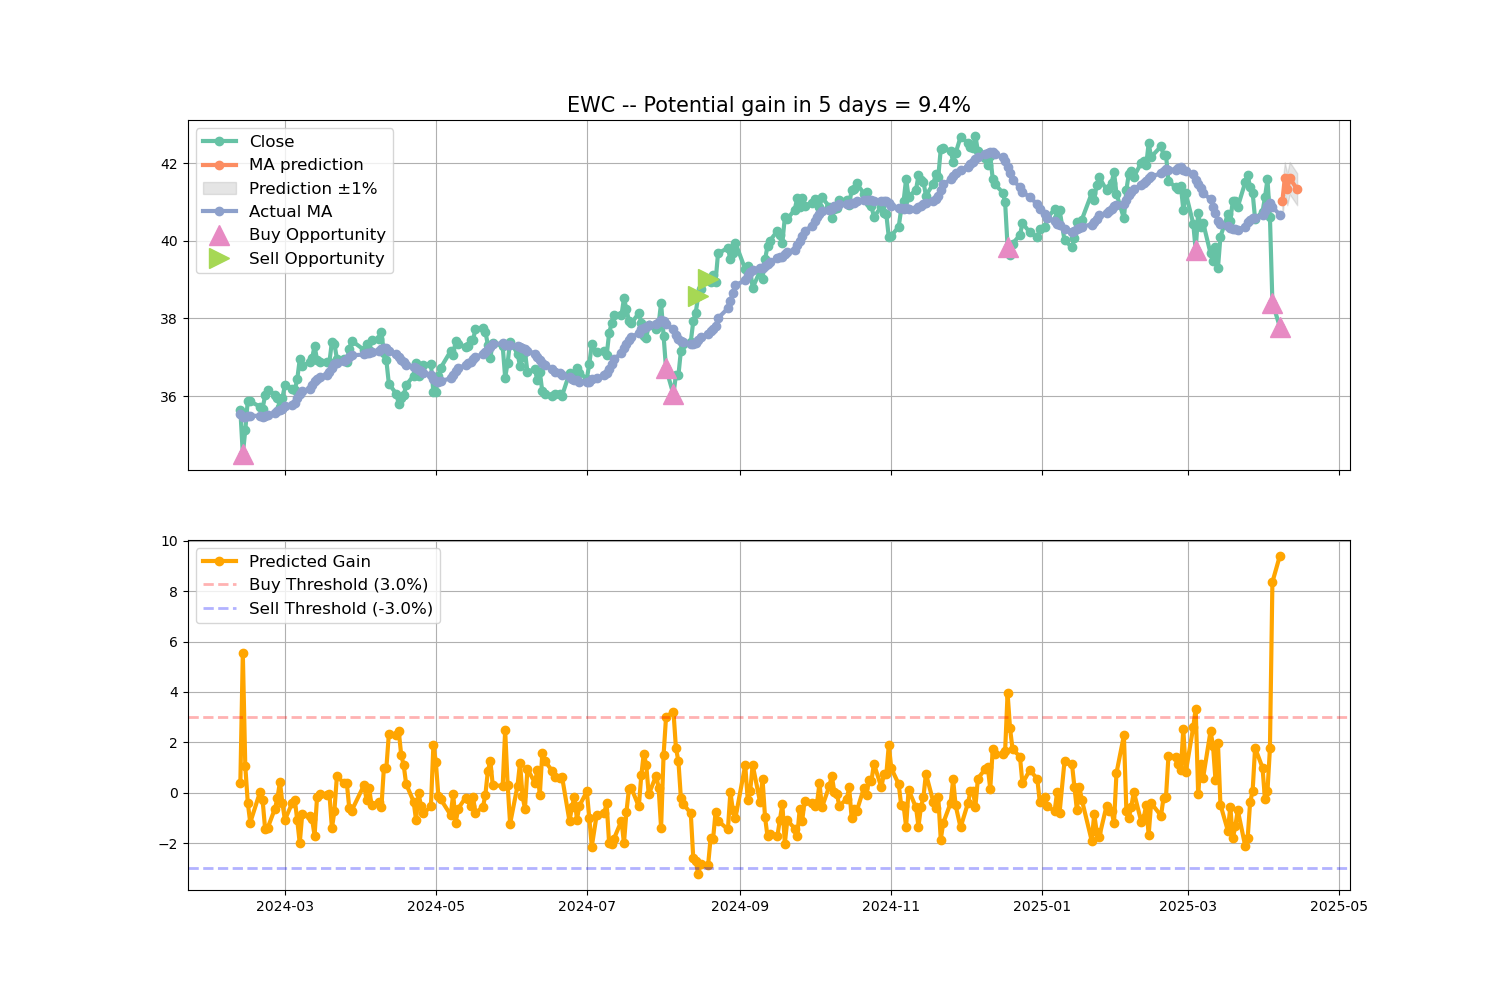 EWC -- Potential gain in 5 days = 9.4%
Close
MA prediction
Prediction ±1%
Actual MA
Buy Opportunity
Sell Opportunity
42
40
38
36
10
8
6
4
2
0
−2
Predicted Gain
Buy Threshold (3.0%)
Sell Threshold (-3.0%)
2024-03
2024-05
2024-07
2024-09
2024-11
2025-01
2025-03
2025-05